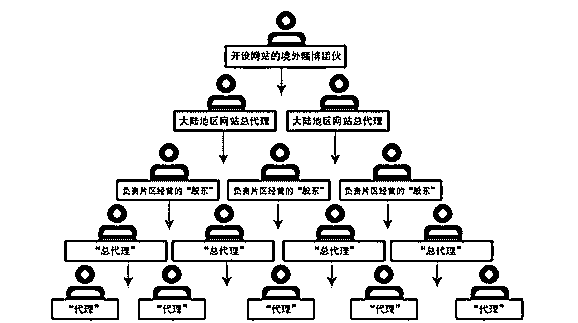 开设网站的境外赌博团伙
大陆地区网站总代理
大陆地区网站总代理
负责片区经营的“股东”
负责片区经营的“股东”
负责片区经营的“股东”
“总代理”
“总代理”
“总代理”
“总代理”
“代理”
“代理”
“代理”
“代理”
“代理”